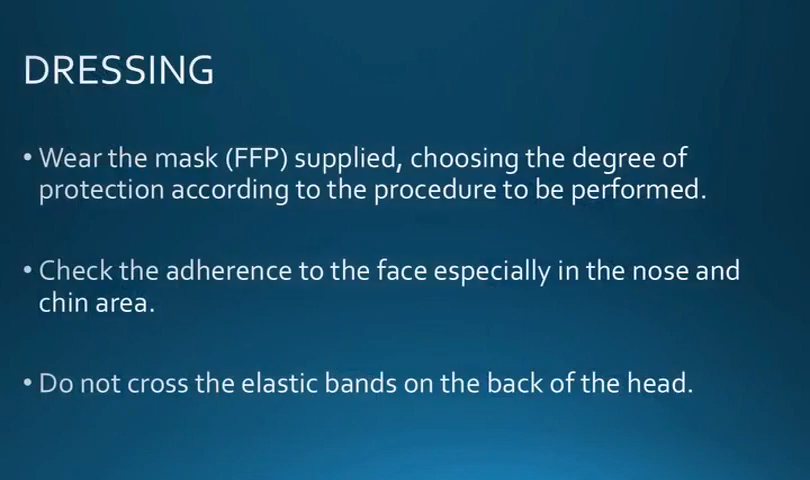 DRESSING
• Wear the mask (FFP) supplied, choosing the degree of
protection according to the procedure to be performed.
• Check the adherence to the face especially in the nose and
chin area.
• Do not cross the elastic bands on the back of the head.